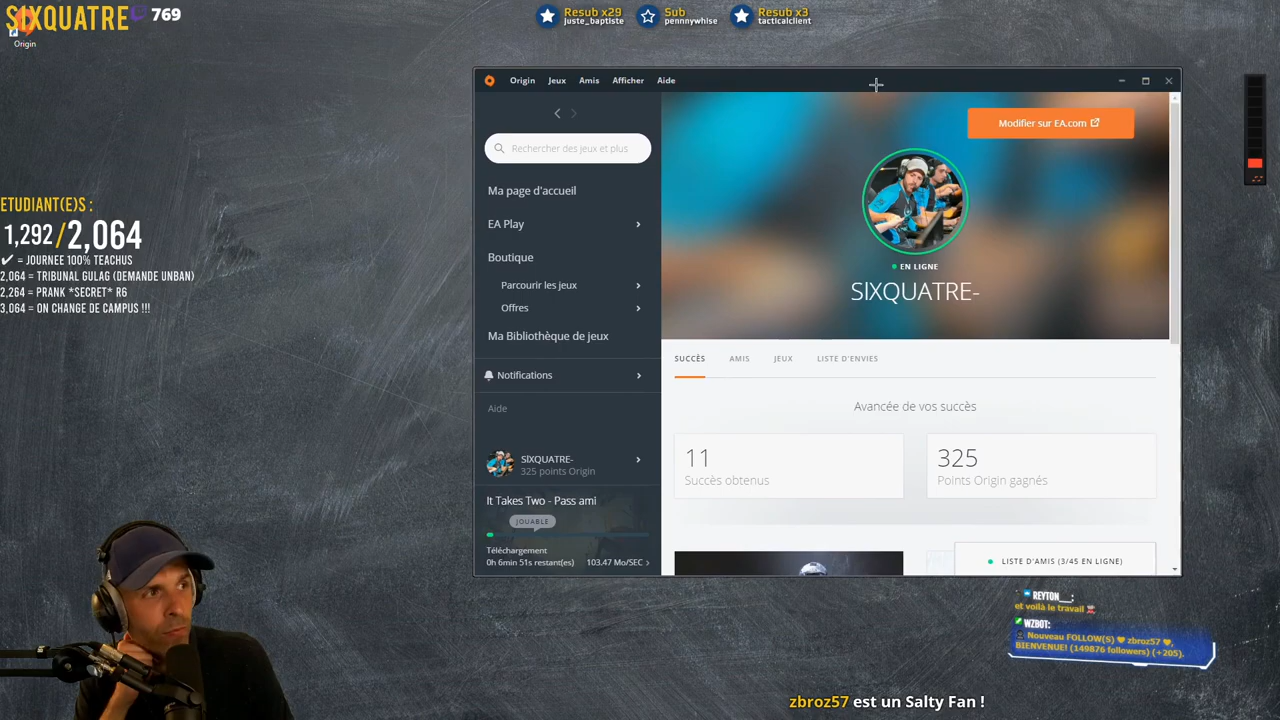 SIXQUATRE 769
Origin
Resub x29
juste_baptiste
Sub
pennnywhise
Resub x3
tacticalclient
Origin Jeux Amis Afficher Aide
Rechercher des jeux et plus
Ma page d'accueil
EA Play
Boutique
Parcourir les jeux
Offres
Ma Bibliothèque de jeux
Notifications
Aide
SIXQUATRE-
325 points Origin
It Takes Two - Pass ami
JOUABLE
Téléchargement
0h 6m 51s restant(es) 103.47 Mo/SEC
Modifier sur EA.com
EN LIGNE
SIXQUATRE-
SUCCÈS AMIS JEUX LISTE D'ENVIES
Avancée de vos succès
11
Succès obtenus
325
Points Origin gagnés
LISTE D'AMIS (3/45 EN LIGNE)
ETUDIANT(E)S :
1,292/2,064
✓ = JOURNEE 100% TEACHUS
2,064 = TRIBUNAL GULAG (DEMANDE UNBAN)
2,264 = PRANK *SECRET* R6
3,064 = ON CHANGE DE CAMPUS !!!
REYTON___:
et voilà le travail
WZBOT:
Nouveau FOLLOW(S) ♥ zbroz57 ♥,
BIENVENUE! (149876 followers) (+205).
zbroz57 est un Salty Fan !